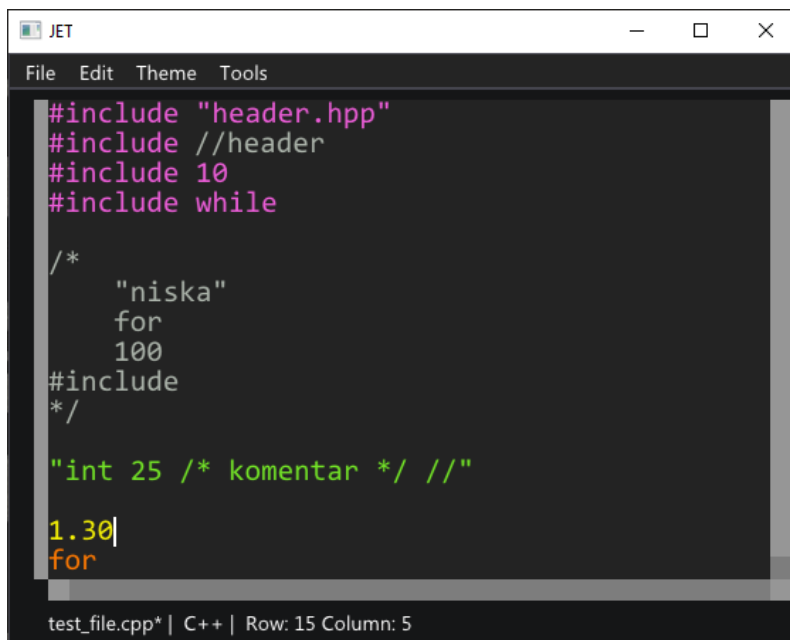 JET
File Edit Theme Tools
#include "header.hpp"
#include //header
#include 10
#include while
/*
"niska"
for
100
#include
*/
"int 25 /* komentar */ //"
1.30
for
test_file.cpp* | C++ | Row: 15 Column: 5